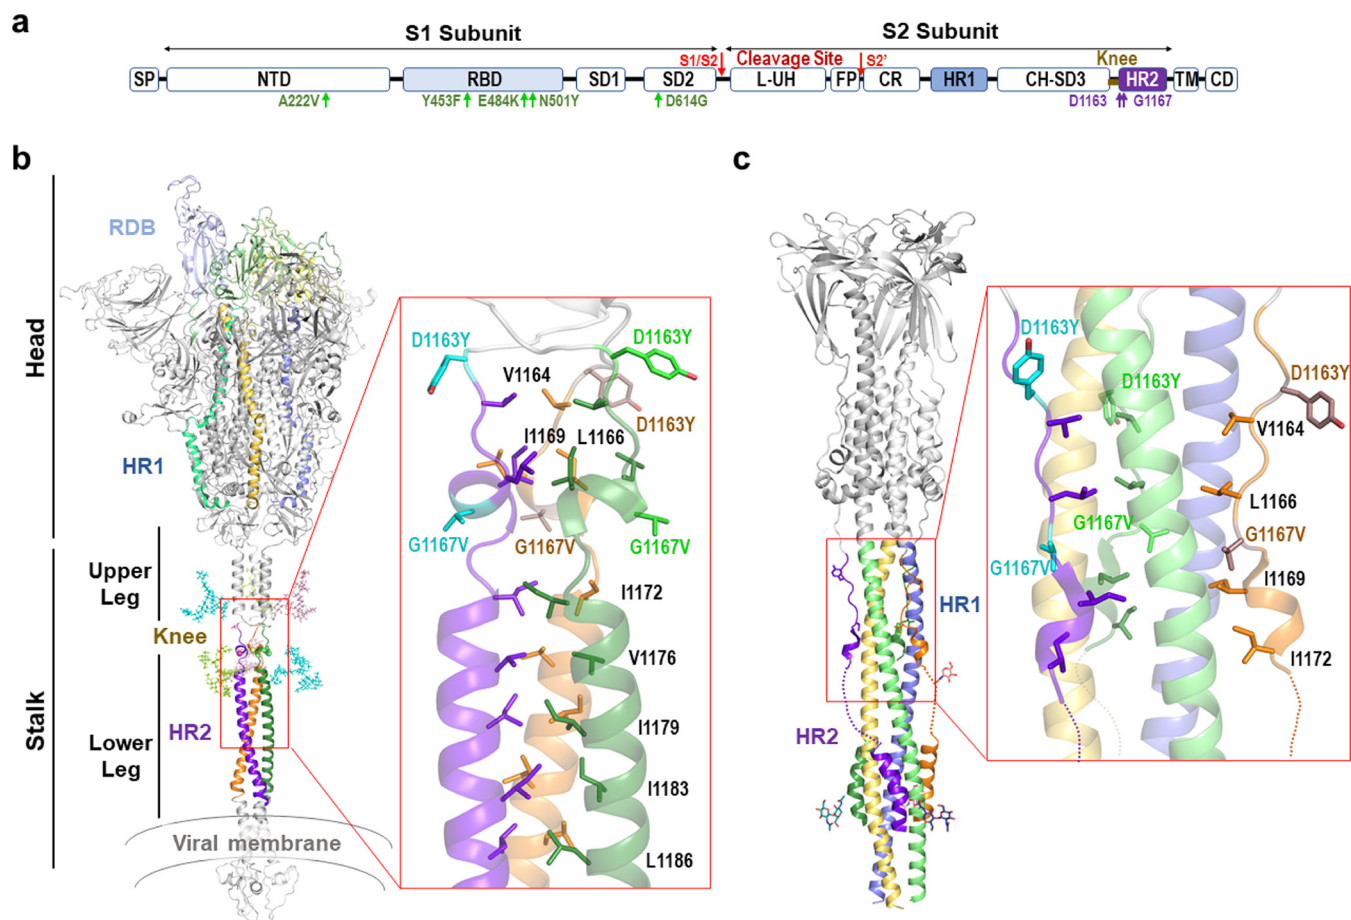 a
S1 Subunit
S2 Subunit
S1/S2
Cleavage Site
S2'
Knee
SP
NTD
RBD
SD1
SD2
L-UH
FP
CR
HR1
CH-SD3
HR2
TM
CD
A222V
Y453F
E484K
N501Y
D614G
D1163
G1167
b
Head
Stalk
RDB
HR1
Upper
Leg
Knee
HR2
Lower
Leg
Viral membrane
D1163Y
D1163Y
V1164
D1163Y
I1169
L1166
G1167V
G1167V
G1167V
I1172
V1176
I1179
I1183
L1186
c
HR1
HR2
D1163Y
D1163Y
D1163Y
V1164
L1166
G1167V
G1167V
G1167V
I1169
I1172